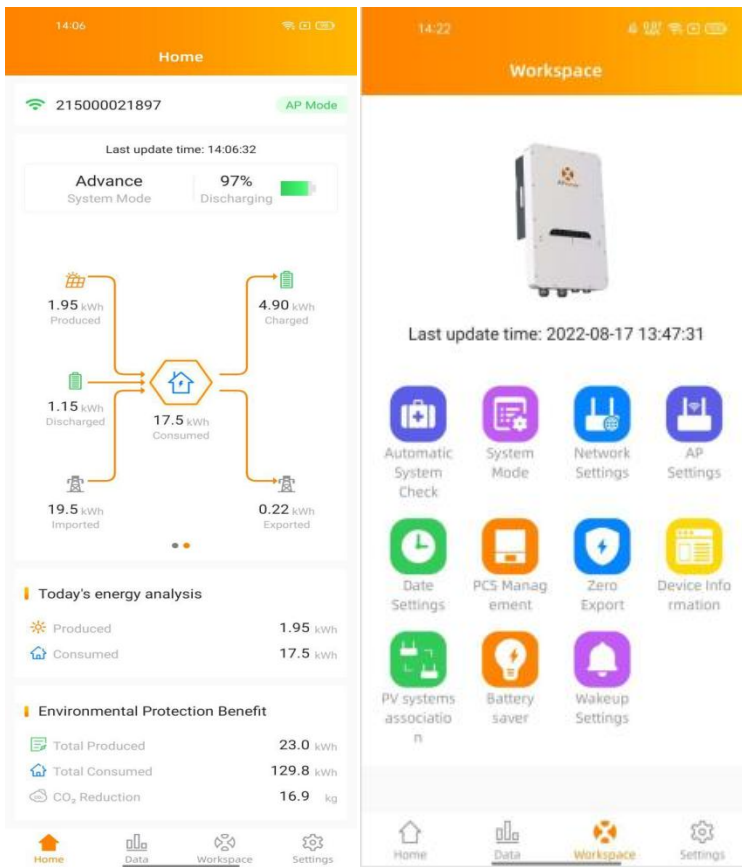 14:06
Home
215000021897
AP Mode
Last update time: 14:06:32
Advance
System Mode
97%
Discharging
1.95 kWh
Produced
4.90 kWh
Charged
1.15 kWh
Discharged
17.5 kWh
Consumed
19.5 kWh
Imported
0.22 kWh
Exported
Today's energy analysis
Produced
1.95 kWh
Consumed
17.5 kWh
Environmental Protection Benefit
Total Produced
23.0 kWh
Total Consumed
129.8 kWh
CO₂ Reduction
16.9 kg
Home
Data
Workspace
Settings
14:22
Workspace
Last update time: 2022-08-17 13:47:31
Automatic
System
Check
System
Mode
Network
Settings
AP
Settings
Date
Settings
PCS Manag
ement
Zero
Export
Device Info
rmation
PV systems
associatio
n
Battery
saver
Wakeup
Settings
Home
Data
Workspace
Settings